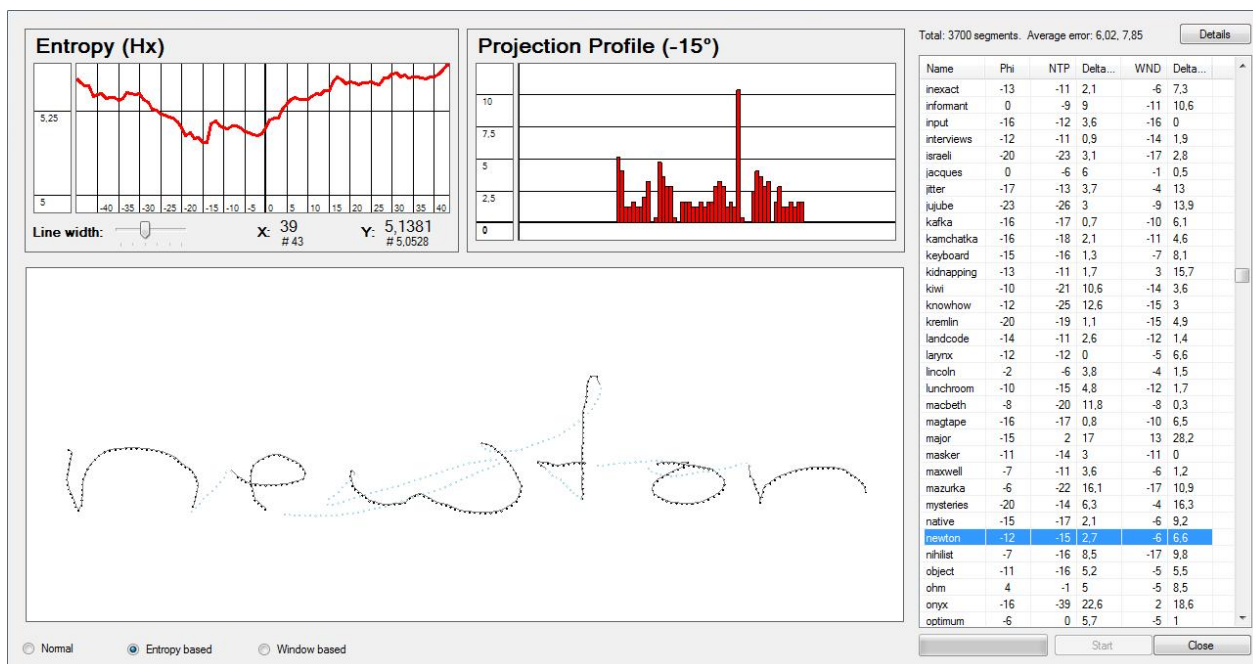 Entropy (Hx)
5,25
5
-40 -35 -30 -25 -20 -15 -10 -5 0 5 10 15 20 25 30 35 40
Line width: X: 39 Y: 5,1381
# 43 # 5,0528
Projection Profile (-15°)
10
7,5
5
2,5
0
Total: 3700 segments. Average error: 6,02, 7,85 Details
Name Phi NTP Delta... WND Delta...
inexact -13 -11 2,1 -6 7,3
informant 0 -9 9 -11 10,6
input -16 -12 3,6 -16 0
interviews -12 -11 0,9 -14 1,9
israeli -20 -23 3,1 -17 2,8
jacques 0 -6 6 -1 0,5
jitter -17 -13 3,7 -4 13
jujube -23 -26 3 -9 13,9
kafka -16 -17 0,7 -10 6,1
kamchatka -16 -18 2,1 -11 4,6
keyboard -15 -16 1,3 -7 8,1
kidnapping -13 -11 1,7 3 15,7
kiwi -10 -21 10,6 -14 3,6
knowhow -12 -25 12,6 -15 3
kremlin -20 -19 1,1 -15 4,9
landcode -14 -11 2,6 -12 1,4
larynx -12 -12 0 -5 6,6
lincoln -2 -6 3,8 -4 1,5
lunchroom -10 -15 4,8 -12 1,7
macbeth -8 -20 11,8 -8 0,3
magtape -16 -17 0,8 -10 6,5
major -15 2 17 13 28,2
masker -11 -14 3 -11 0
maxwell -7 -11 3,6 -6 1,2
mazurka -6 -22 16,1 -17 10,9
mysteries -20 -14 6,3 -4 16,3
native -15 -17 2,1 -6 9,2
newton -12 -15 2,7 -6 6,6
nihilist -7 -16 8,5 -17 9,8
object -11 -16 5,2 -5 5,5
ohm 4 -1 5 -5 8,5
onyx -16 -39 22,6 2 18,6
optimum -6 0 5,7 -5 1
newton
Normal Entropy based Window based
Start Close